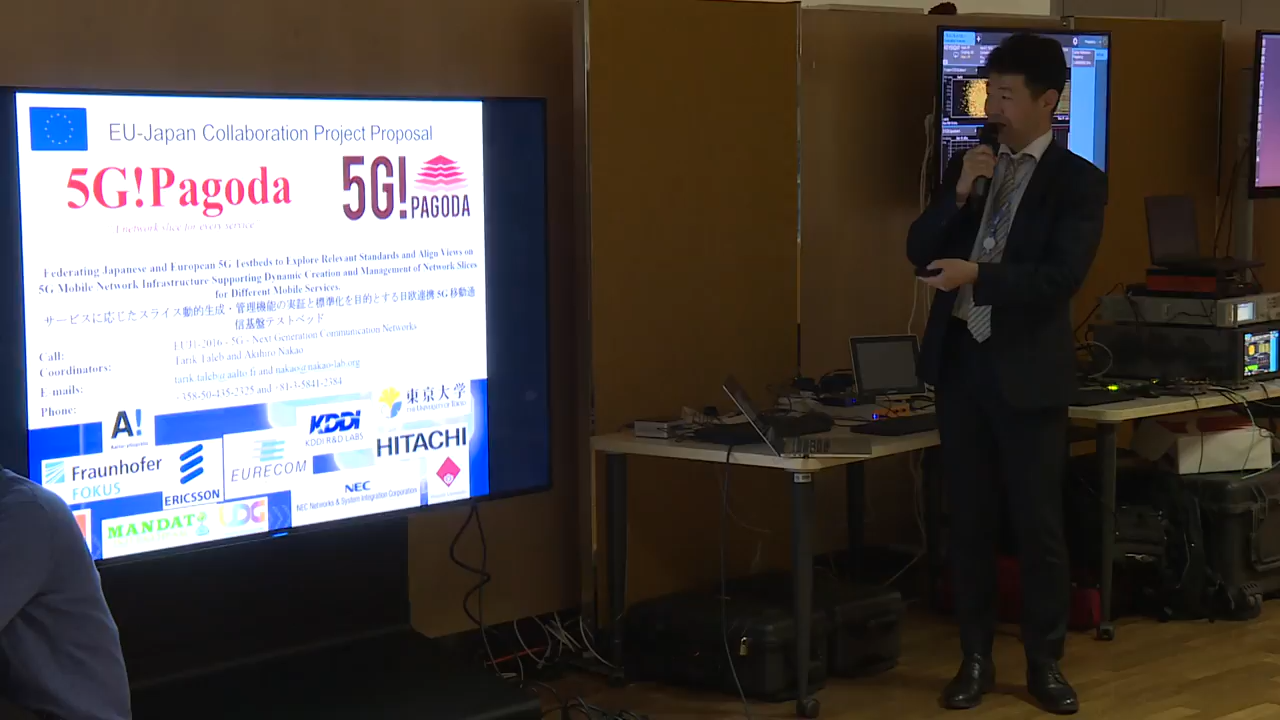 EU-Japan Collaboration Project Proposal
5G!Pagoda
5G!
PAGODA
A network slice for every service
Federating Japanese and European 5G Testbeds to Explore Relevant Standards and Align Views on
5G Mobile Network Infrastructure Supporting Dynamic Creation and Management of Network Slices
for Different Mobile Services.
サービスに応じたスライス動的生成・管理機能の実証と標準化を目的とする日欧連携5G移動通
信基盤テストベッド
Call: EUJ1-2016 - 5G - Next Generation Communication Networks
Coordinators: Tarik Taleb and Akihiro Nakao
E-mails: tarik.taleb@aalto.fi and nakao@nakao-lab.org
Phone: +358-50-435-2325 and +81-3-5841-2384
A!
KDDI
KDDI R&D LABS
東京大学
THE UNIVERSITY OF TOKYO
Fraunhofer
FOKUS
ERICSSON
EURECOM
HITACHI
NEC
NEC Networks & System Integration Corporation
MANDAT
UDG